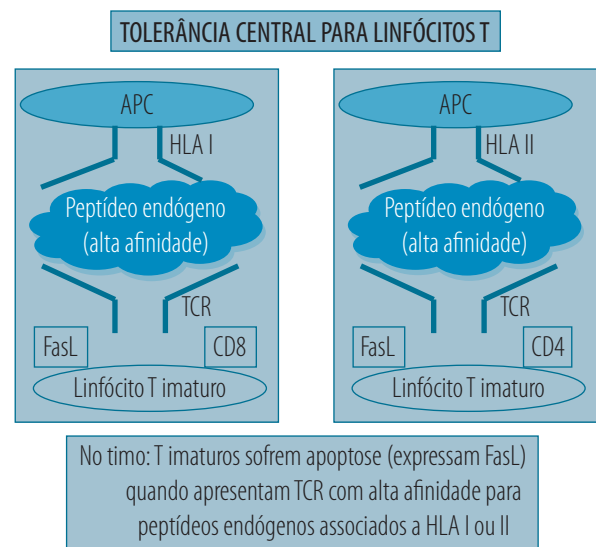 TOLERÂNCIA CENTRAL PARA LINFÓCITOS T
APC
HLA I
Peptídeo endógeno
(alta afinidade)
TCR
FasL
CD8
Linfócito T imaturo
APC
HLA II
Peptídeo endógeno
(alta afinidade)
TCR
FasL
CD4
Linfócito T imaturo
No timo: T imaturos sofrem apoptose (expressam FasL)
quando apresentam TCR com alta afinidade para
peptídeos endógenos associados a HLA I ou II